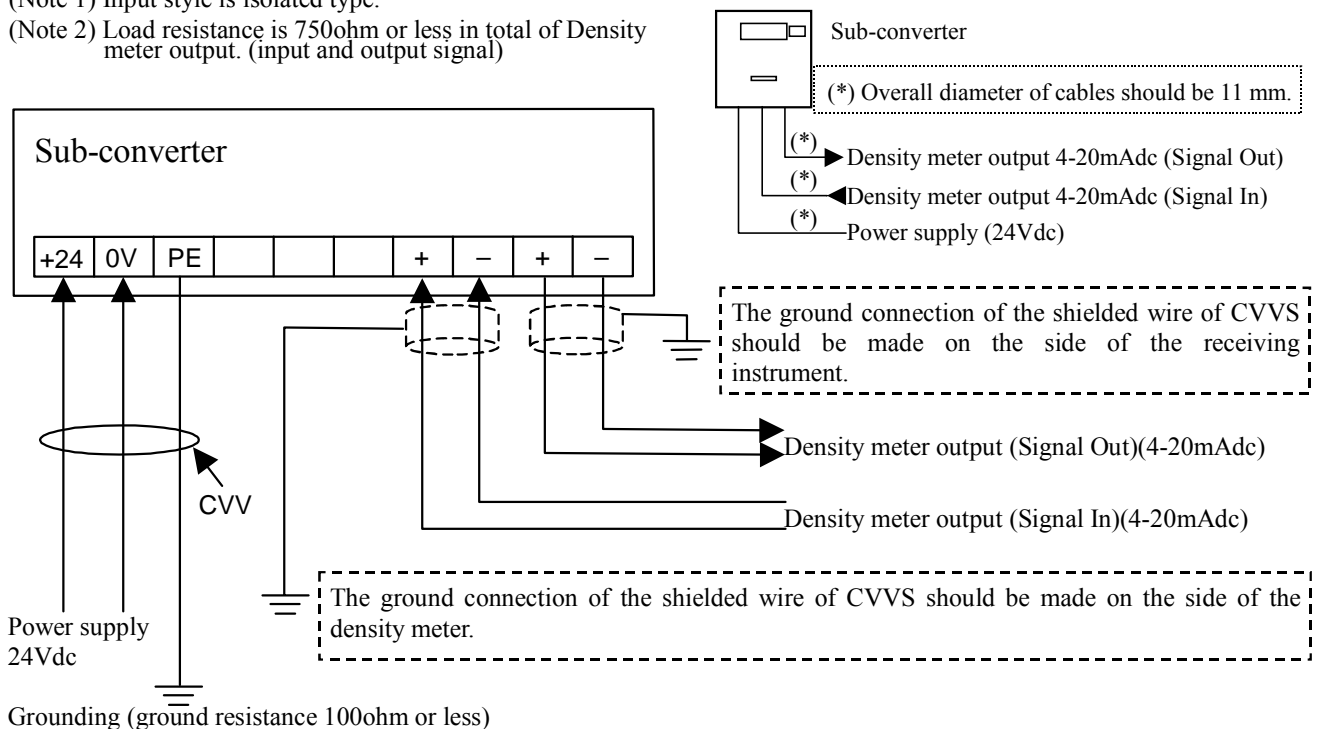 (Note 1) Input style is isolated type.
(Note 2) Load resistance is 750ohm or less in total of Density
meter output. (input and output signal)
Sub-converter
(*) Overall diameter of cables should be 11 mm.
(*)
Density meter output 4-20mAdc (Signal Out)
(*)
Density meter output 4-20mAdc (Signal In)
(*)
Power supply (24Vdc)
Sub-converter
+24 0V PE + – + –
The ground connection of the shielded wire of CVVS
should be made on the side of the receiving
instrument.
Density meter output (Signal Out)(4-20mAdc)
CVV
Density meter output (Signal In)(4-20mAdc)
The ground connection of the shielded wire of CVVS should be made on the side of the
density meter.
Power supply
24Vdc
Grounding (ground resistance 100ohm or less)